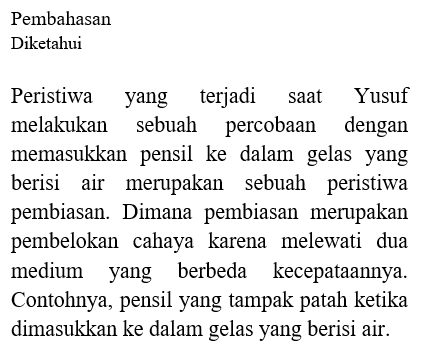 Pembahasan
Diketahui
Peristiwa yang terjadi saat Yusuf
melakukan sebuah percobaan dengan
memasukkan pensil ke dalam gelas yang
berisi air merupakan sebuah peristiwa
pembiasan. Dimana pembiasan merupakan
pembelokan cahaya karena melewati dua
medium yang berbeda kecepataannya.
Contohnya, pensil yang tampak patah ketika
dimasukkan ke dalam gelas yang berisi air.